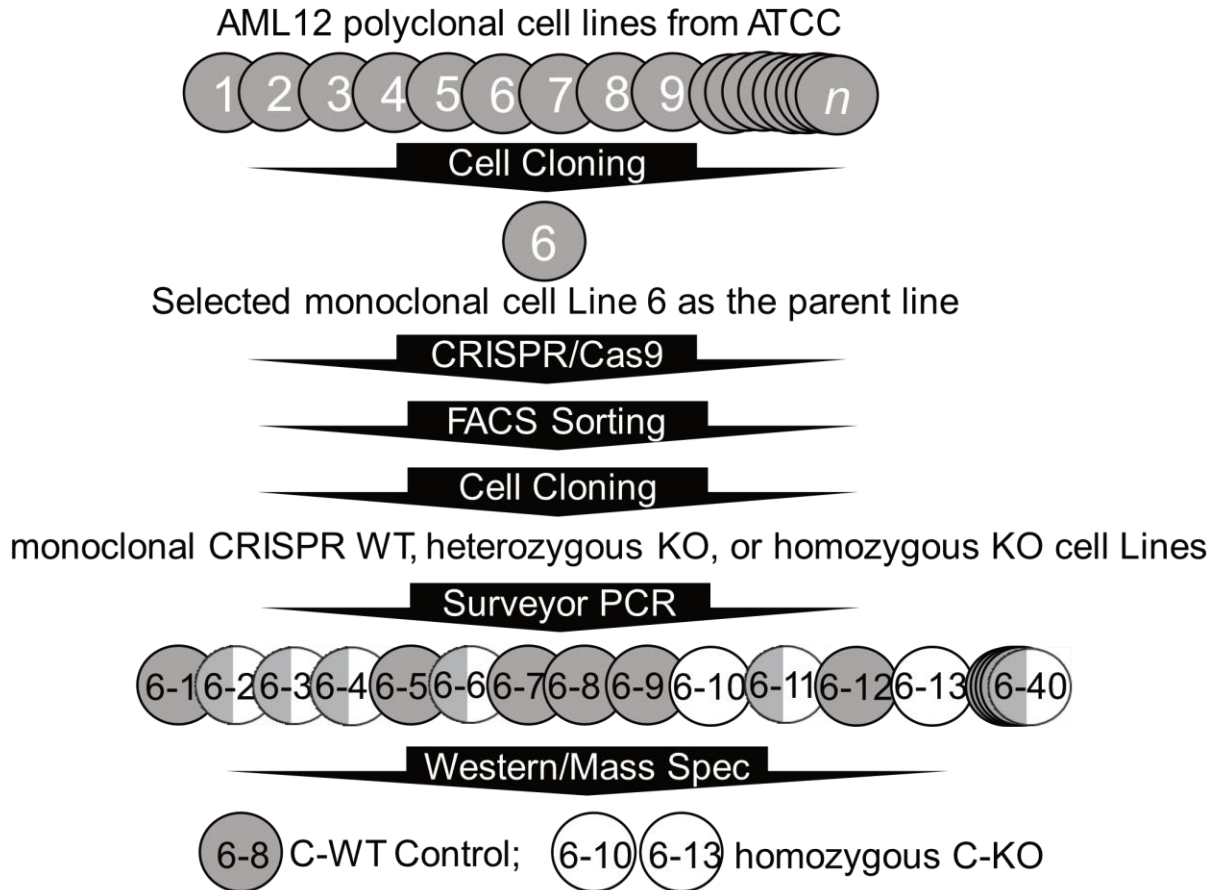 AML12 polyclonal cell lines from ATCC
1 2 3 4 5 6 7 8 9 n
Cell Cloning
6
Selected monoclonal cell Line 6 as the parent line
CRISPR/Cas9
FACS Sorting
Cell Cloning
monoclonal CRISPR WT, heterozygous KO, or homozygous KO cell Lines
Surveyor PCR
6-1 6-2 6-3 6-4 6-5 6-6 6-7 6-8 6-9 6-10 6-11 6-12 6-13 6-40
Western/Mass Spec
6-8 C-WT Control; 6-10 6-13 homozygous C-KO